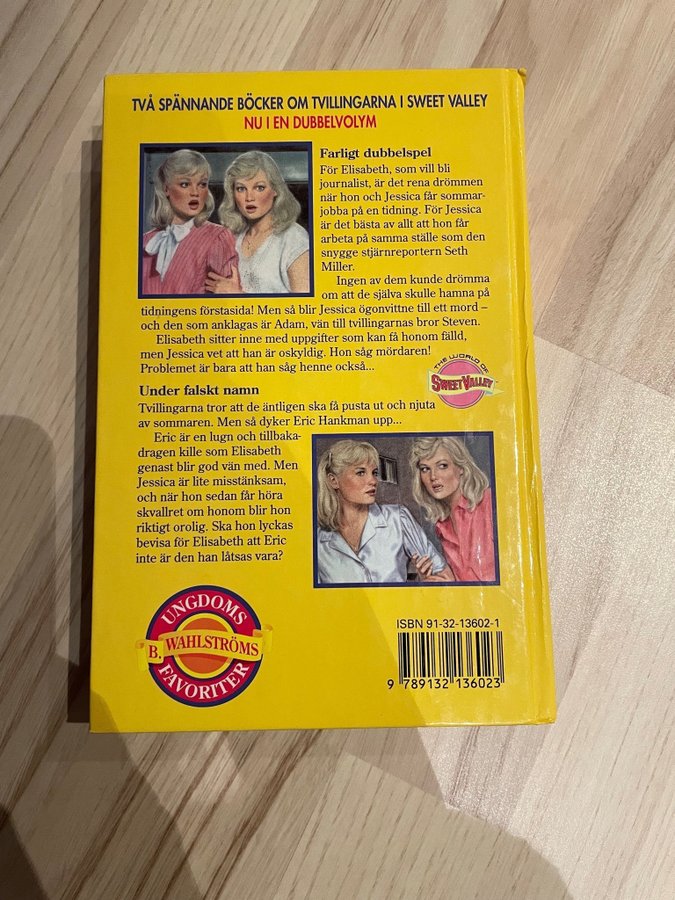 TVÅ SPÄNNANDE BÖCKER OM TVILLINGARNA I SWEET VALLEY
NU I EN DUBBELVOLYM
Farligt dubbelspel
För Elisabeth, som vill bli
journalist, är det rena drömmen
när hon och Jessica får sommar-
jobba på en tidning. För Jessica
är det bästa av allt att hon får
arbeta på samma ställe som den
snygge stjärnreportern Seth
Miller.
Ingen av dem kunde drömma
om att de själva skulle hamna på
tidningens förstasida! Men så blir Jessica ögonvittne till ett mord –
och den som anklagas är Adam, vän till tvillingarnas bror Steven.
Elisabeth sitter inne med uppgifter som kan få honom fälld,
men Jessica vet att han är oskyldig. Hon såg mördaren!
Problemet är bara att han såg henne också...
THE WORLD OF
SWEET VALLEY
Under falskt namn
Tvillingarna tror att de äntligen ska få pusta ut och njuta
av sommaren. Men så dyker Eric Hankman upp...
Eric är en lugn och tillbaka-
dragen kille som Elisabeth
genast blir god vän med. Men
Jessica är lite misstänksam,
och när hon sedan får höra
skvallret om honom blir hon
riktigt orolig. Ska hon lyckas
bevisa för Elisabeth att Eric
inte är den han låtsas vara?
UNGDOMS
B. WAHLSTRÖMS
FAVORITER
ISBN 91-32-13602-1
9 789132 136023